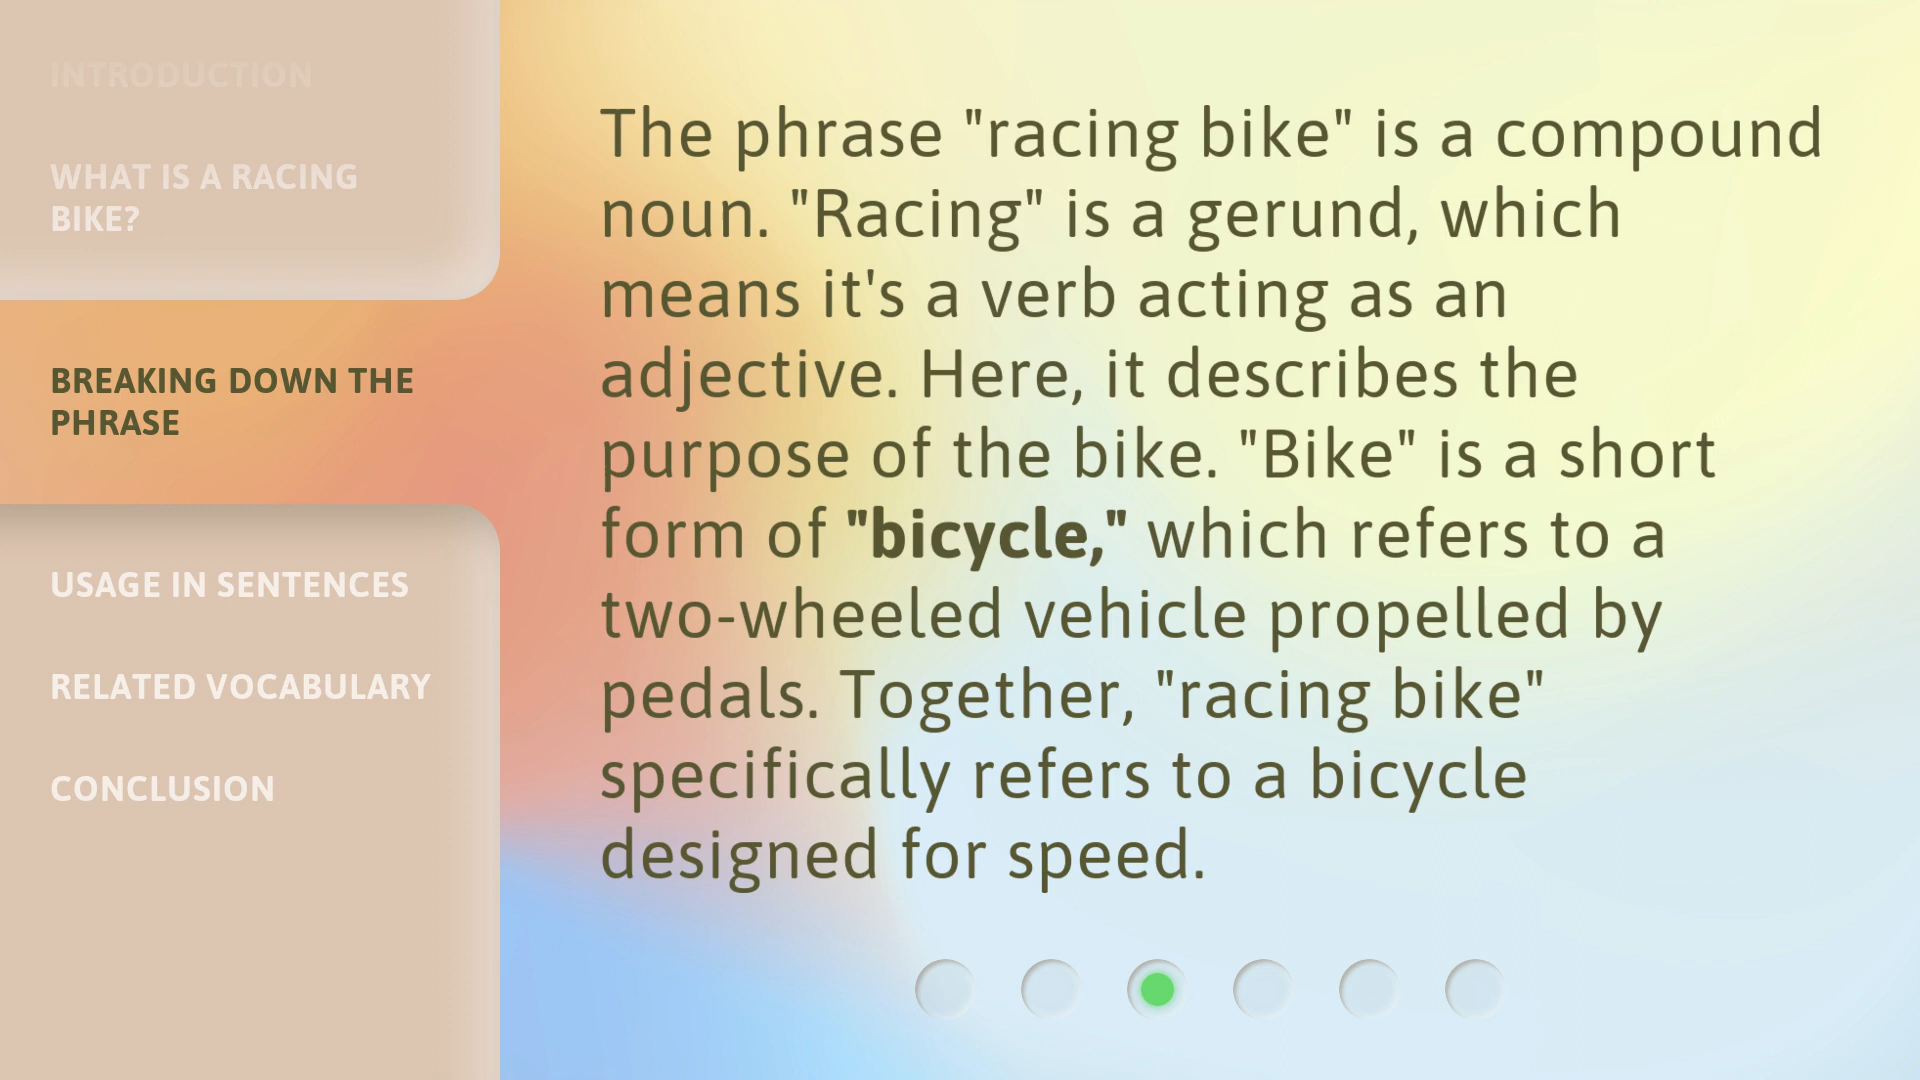 INTRODUCTION
WHAT IS A RACING
BIKE?
BREAKING DOWN THE
PHRASE
USAGE IN SENTENCES
RELATED VOCABULARY
CONCLUSION
The phrase "racing bike" is a compound
noun. "Racing" is a gerund, which
means it's a verb acting as an
adjective. Here, it describes the
purpose of the bike. "Bike" is a short
form of "bicycle," which refers to a
two-wheeled vehicle propelled by
pedals. Together, "racing bike"
specifically refers to a bicycle
designed for speed.